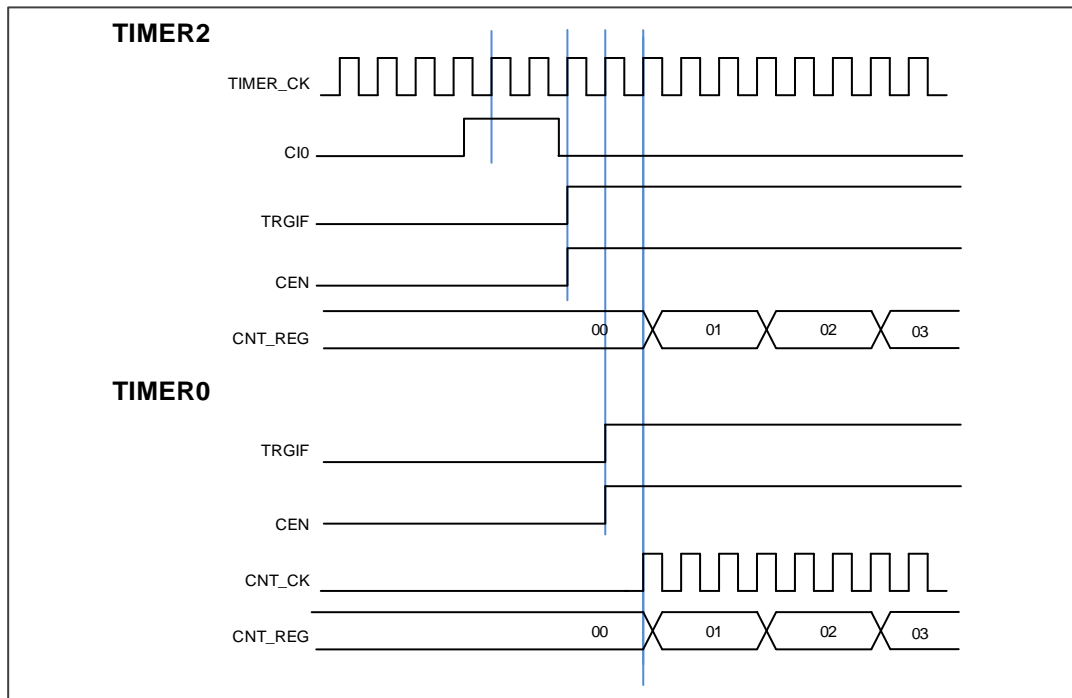 TIMER2
TIMER_CK
CI0
TRGIF
CEN
CNT_REG 00 01 02 03
TIMER0
TRGIF
CEN
CNT_CK
CNT_REG 00 01 02 03